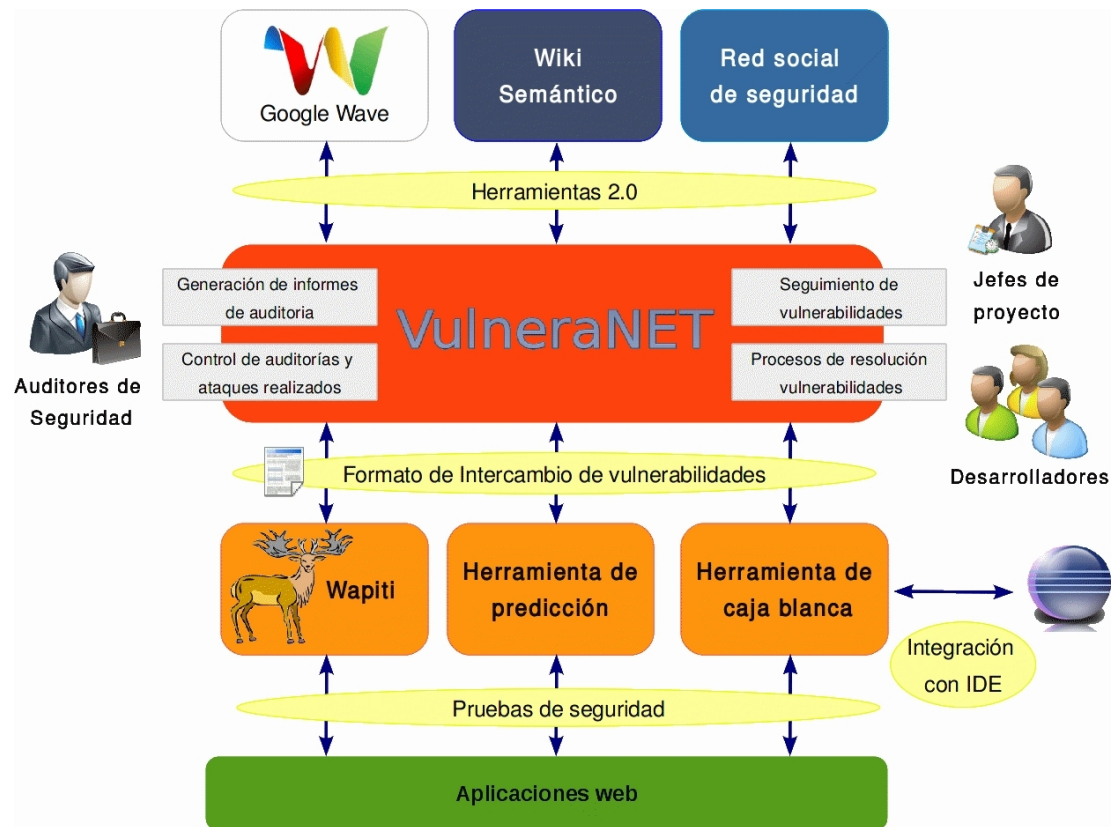 Google Wave
Wiki
Semántico
Red social
de seguridad
Herramientas 2.0
Generación de informes
de auditoria
Control de auditorías y
ataques realizados
VulneraNET
Seguimiento de
vulnerabilidades
Procesos de resolución
vulnerabilidades
Auditores de
Seguridad
Jefes de
proyecto
Desarrolladores
Formato de Intercambio de vulnerabilidades
Wapiti
Herramienta de
predicción
Herramienta de
caja blanca
Integración
con IDE
Pruebas de seguridad
Aplicaciones web